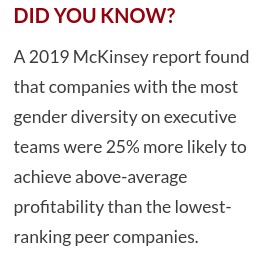 DID YOU KNOW?
A 2019 McKinsey report found
that companies with the most
gender diversity on executive
teams were 25% more likely to
achieve above-average
profitability than the lowest-
ranking peer companies.